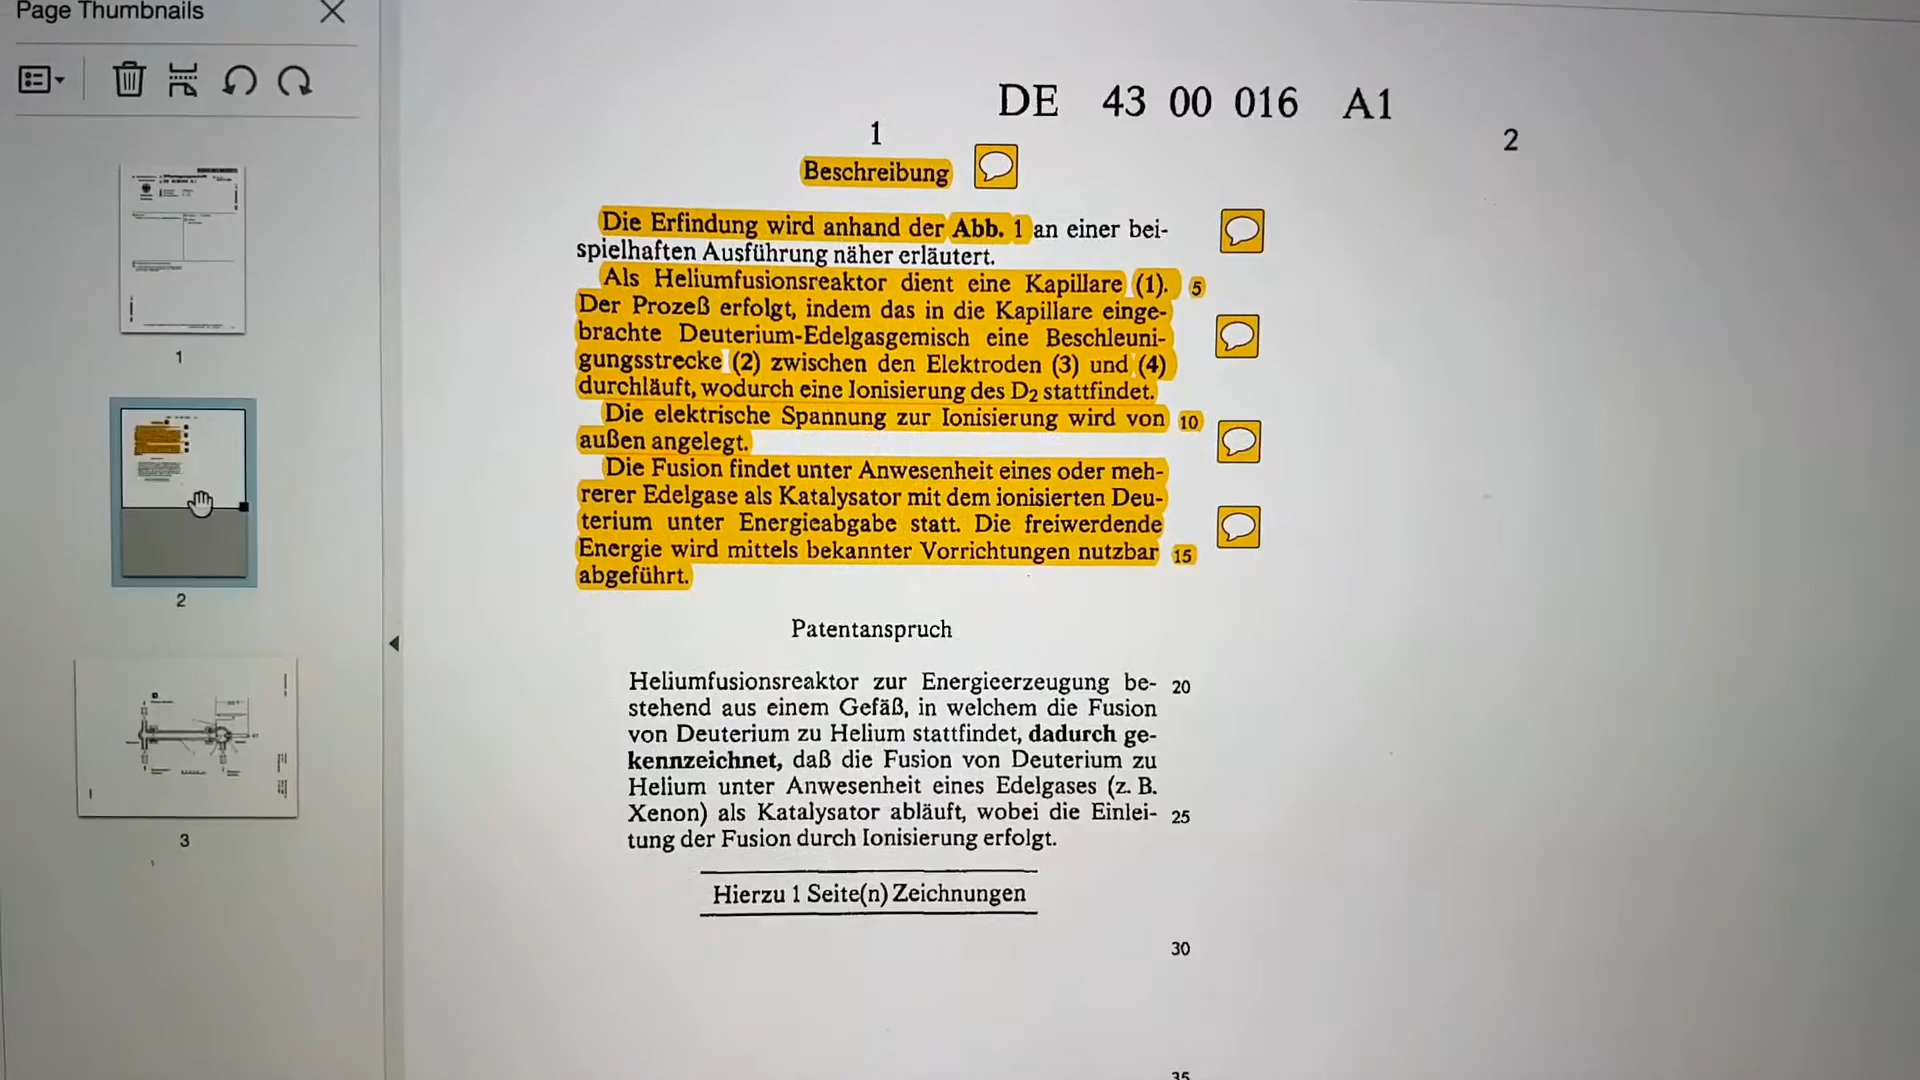 Page Thumbnails
1
2
3
DE 43 00 016 A1
1
2
Beschreibung
Die Erfindung wird anhand der Abb. 1 an einer bei-
spielhaften Ausführung näher erläutert.
Als Heliumfusionsreaktor dient eine Kapillare (1). 5
Der Prozeß erfolgt, indem das in die Kapillare einge-
brachte Deuterium-Edelgasgemisch eine Beschleuni-
gungsstrecke (2) zwischen den Elektroden (3) und (4)
durchläuft, wodurch eine Ionisierung des D₂ stattfindet.
Die elektrische Spannung zur Ionisierung wird von 10
außen angelegt.
Die Fusion findet unter Anwesenheit eines oder meh-
rerer Edelgase als Katalysator mit dem ionisierten Deu-
terium unter Energieabgabe statt. Die freiwerdende
Energie wird mittels bekannter Vorrichtungen nutzbar 15
abgeführt.
Patentanspruch
Heliumfusionsreaktor zur Energieerzeugung be- 20
stehend aus einem Gefäß, in welchem die Fusion
von Deuterium zu Helium stattfindet, dadurch ge-
kennzeichnet, daß die Fusion von Deuterium zu
Helium unter Anwesenheit eines Edelgases (z. B.
Xenon) als Katalysator abläuft, wobei die Einlei- 25
tung der Fusion durch Ionisierung erfolgt.
Hierzu 1 Seite(n) Zeichnungen
30
35